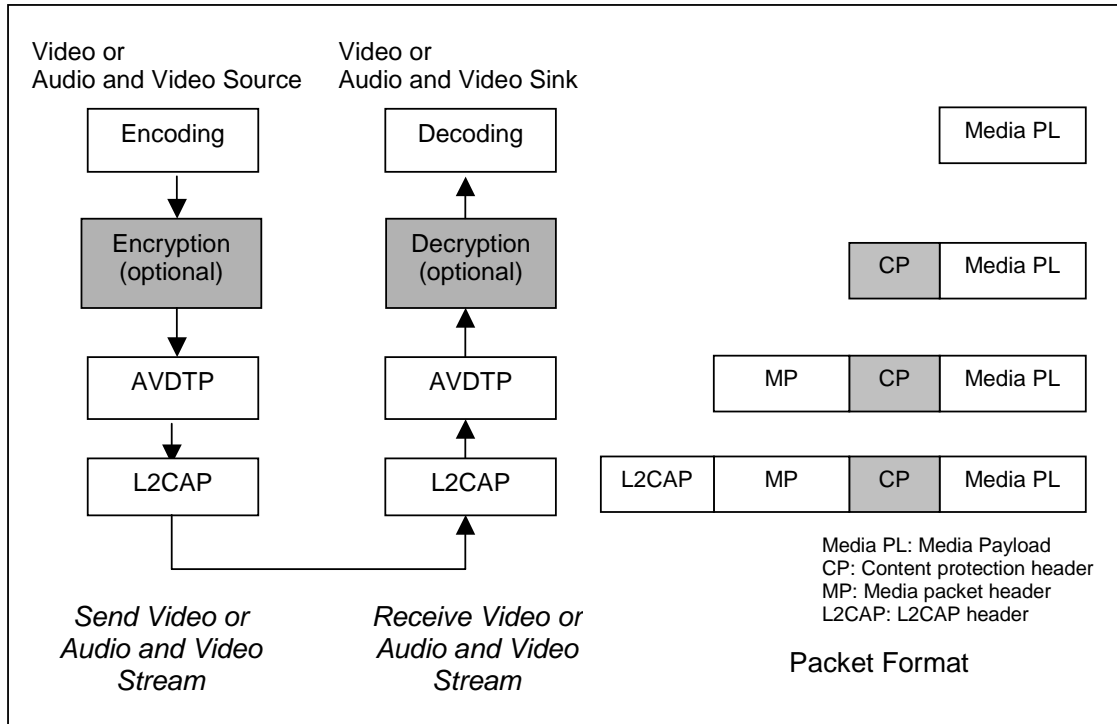 Video or
Audio and Video Source
Video or
Audio and Video Sink
Encoding
Decoding
Media PL
Encryption
(optional)
Decryption
(optional)
CP
Media PL
AVDTP
AVDTP
MP
CP
Media PL
L2CAP
L2CAP
L2CAP
MP
CP
Media PL
Media PL: Media Payload
CP: Content protection header
MP: Media packet header
L2CAP: L2CAP header
Send Video or
Audio and Video
Stream
Receive Video or
Audio and Video
Stream
Packet Format